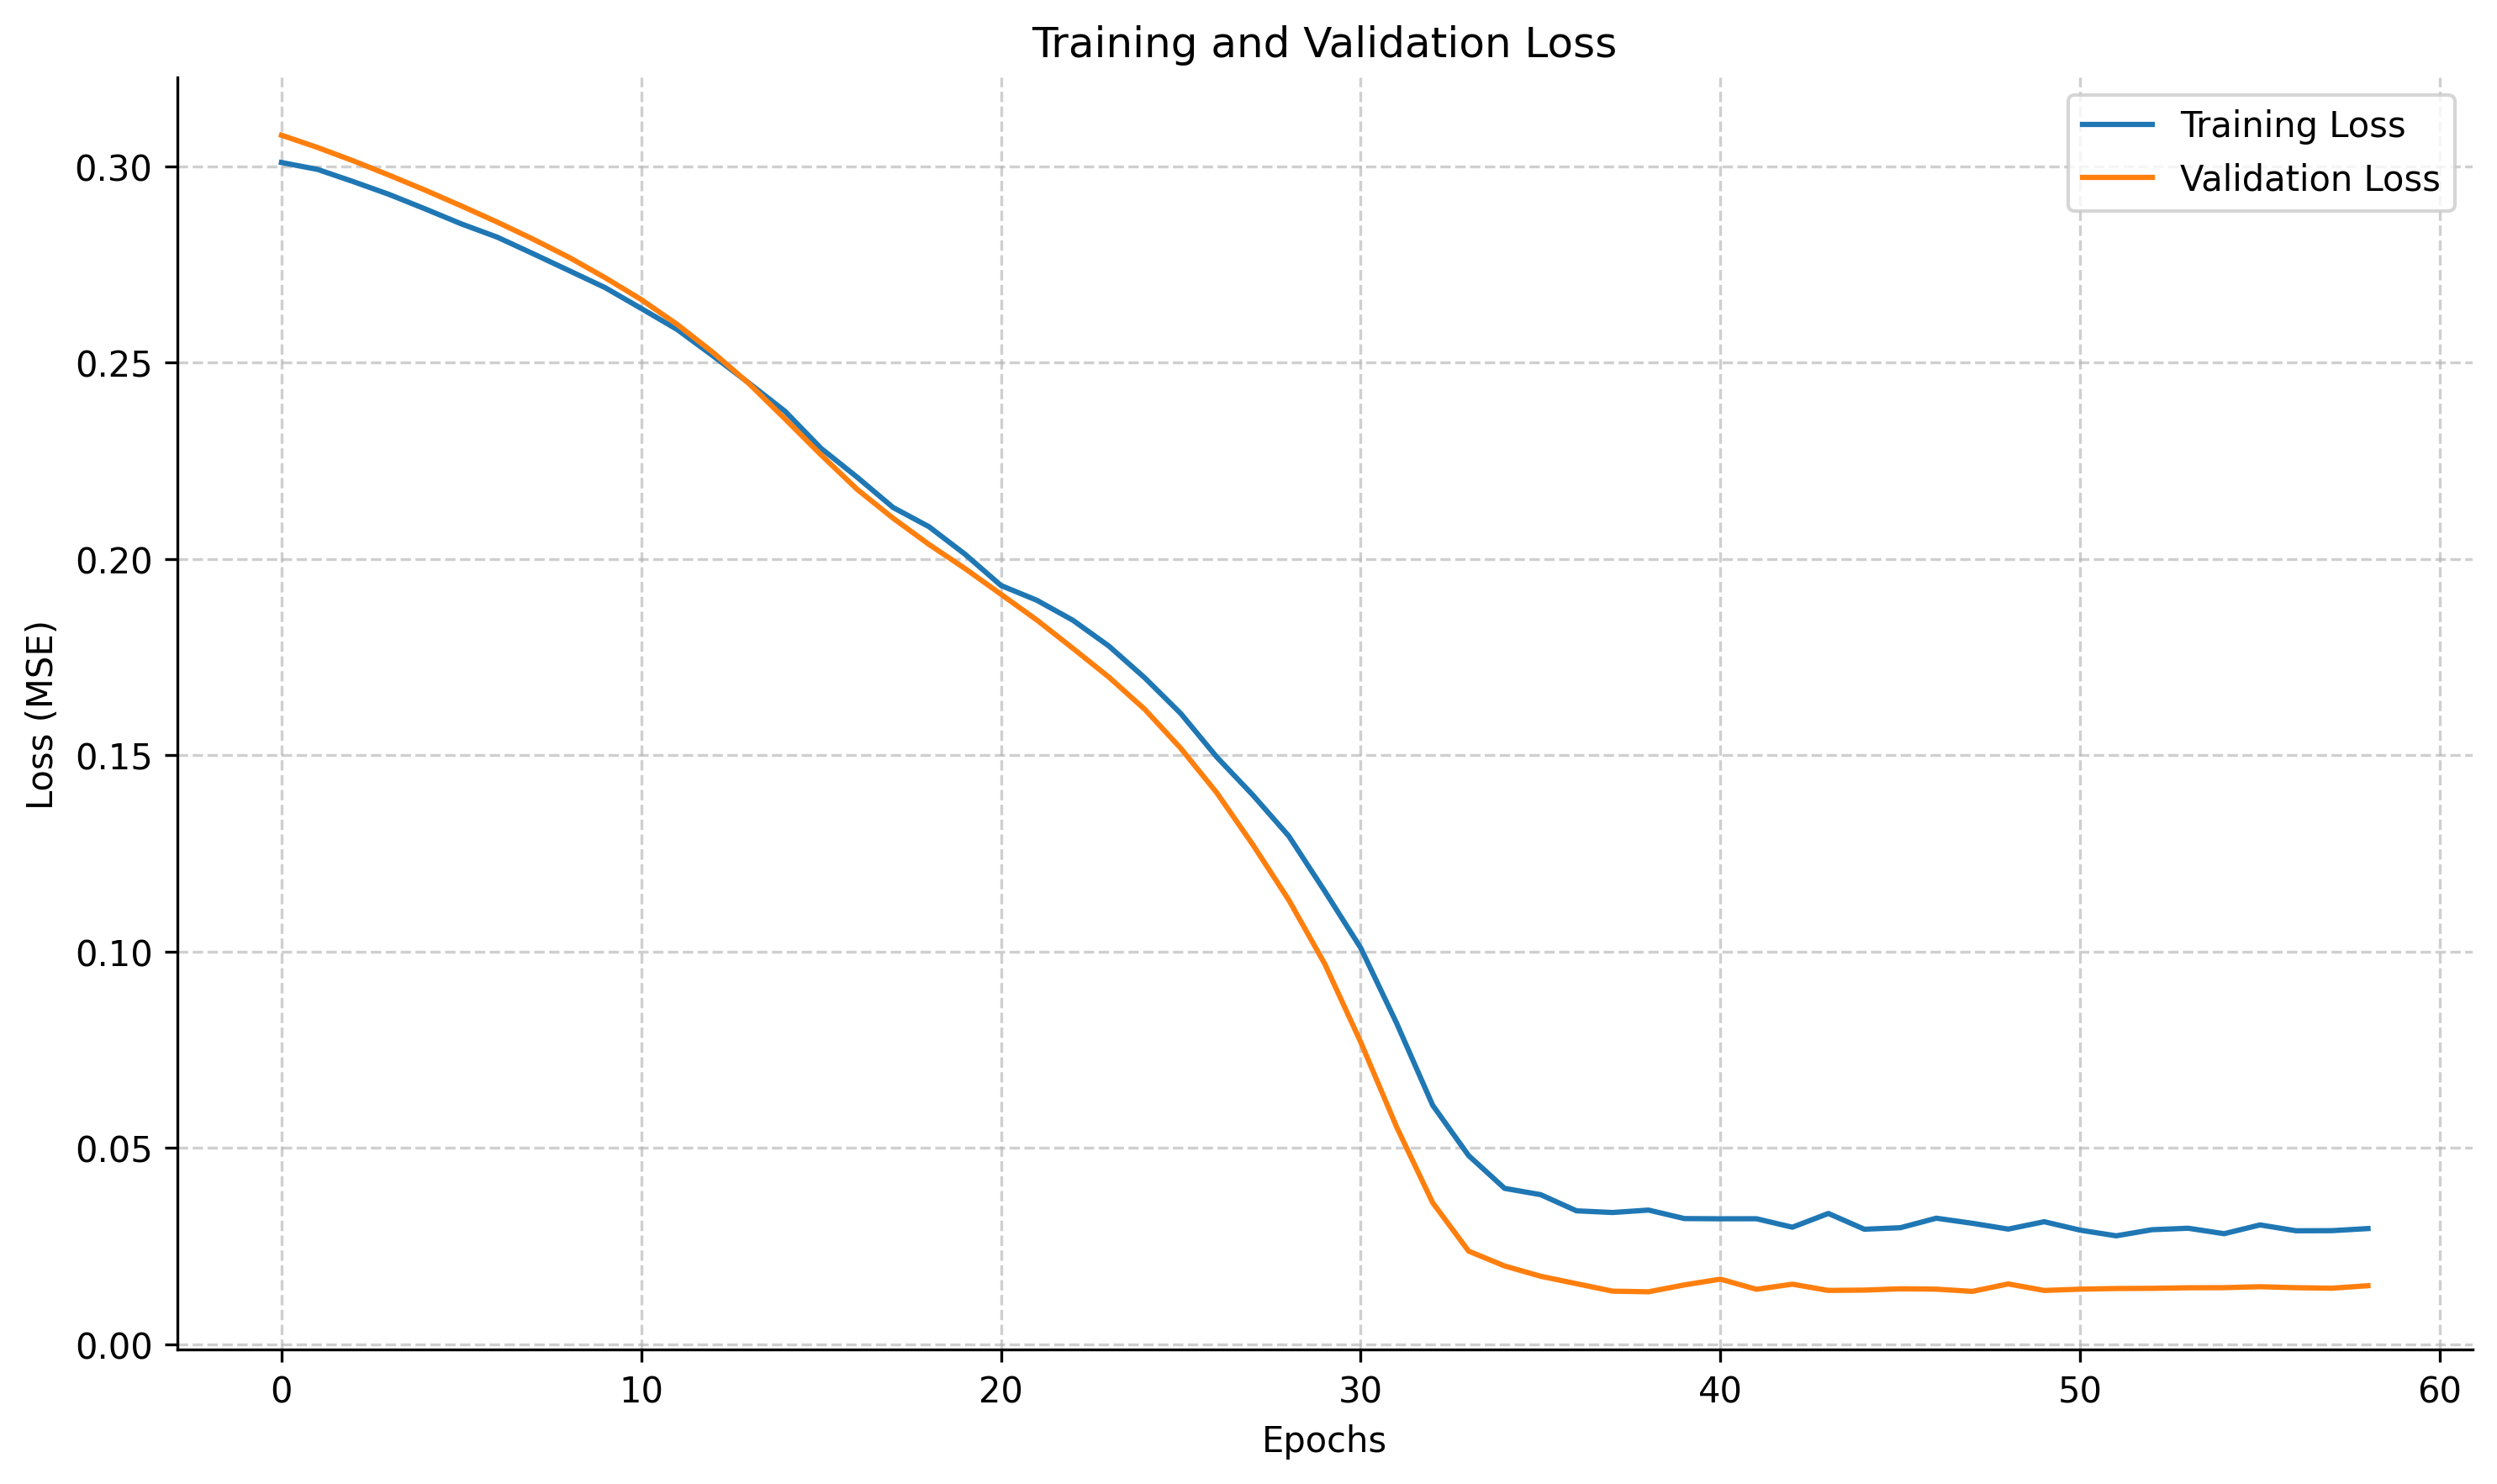 Training and Validation Loss
Training Loss
Validation Loss
Loss (MSE)
0.30
0.25
0.20
0.15
0.10
0.05
0.00
0 10 20 30 40 50 60
Epochs